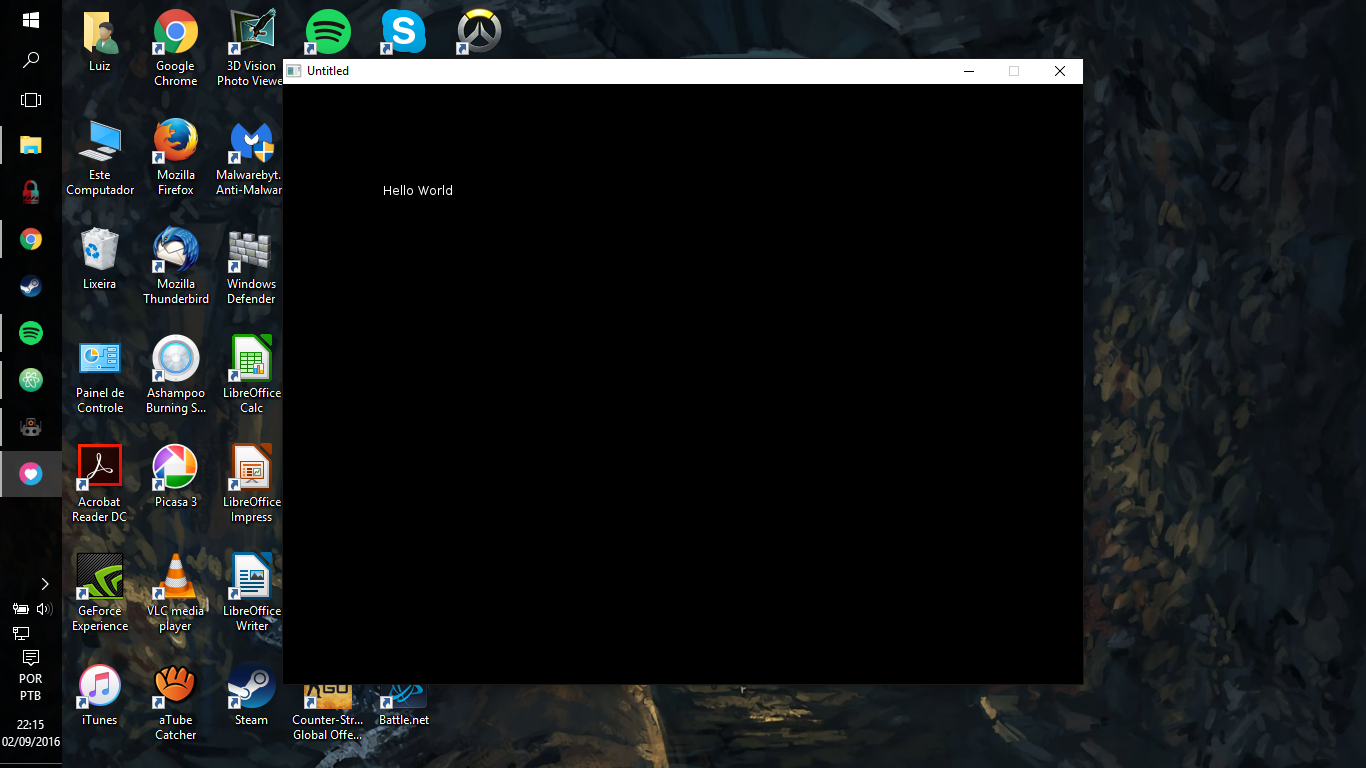 Luiz
Google
Chrome
3D Vision
Photo Viewe
Untitled
Hello World
Este
Computador
Mozilla
Firefox
Malwarebyt.
Anti-Malwar
Lixeira
Mozilla
Thunderbird
Windows
Defender
Painel de
Controle
Ashampoo
Burning S...
LibreOffice
Calc
Acrobat
Reader DC
Picasa 3
LibreOffice
Impress
GeForce
Experience
VLC media
player
LibreOffice
Writer
iTunes
aTube
Catcher
Steam
Counter-Str...
Global Offe...
Battle.net
POR
PTB
22:15
02/09/2016